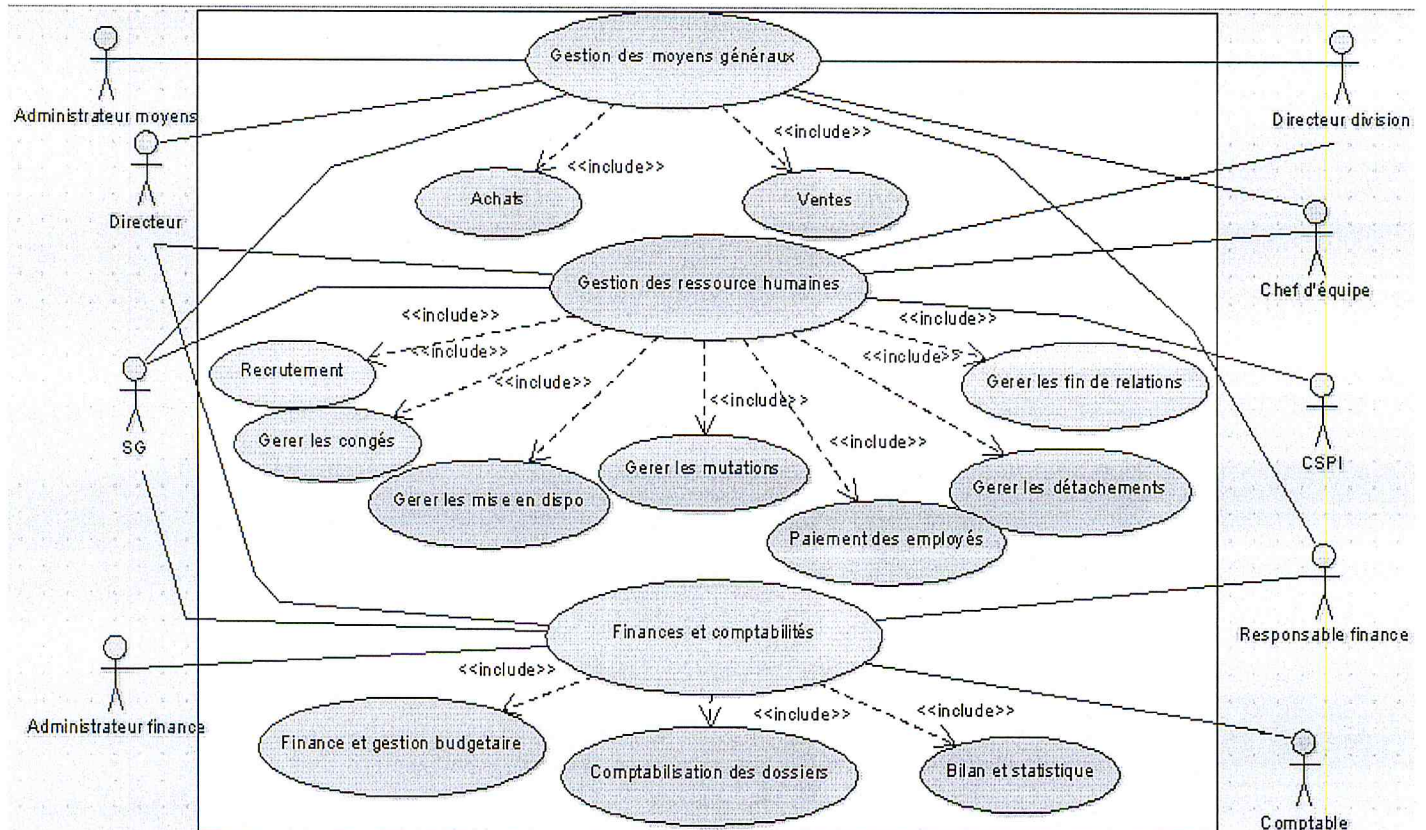 Gestion des moyens généraux
Administrateur moyens
Directeur division
<<include>>
<<include>>
Achats
Ventes
Directeur
Gestion des ressource humaines
Chef d'équipe
<<include>>
<<include>>
<<include>>
<<include>>
Recrutement
Gerer les fin de relations
<<include>>
<<include>>
Gerer les congés
SG
CSPI
Gerer les mutations
Gerer les détachements
Gerer les mise en dispo
Paiement des employés
Finances et comptabilités
Responsable finance
<<include>>
Administrateur finance
<<include>>
<<include>>
Finance et gestion budgetaire
Comptabilisation des dossiers
Bilan et statistique
Comptable